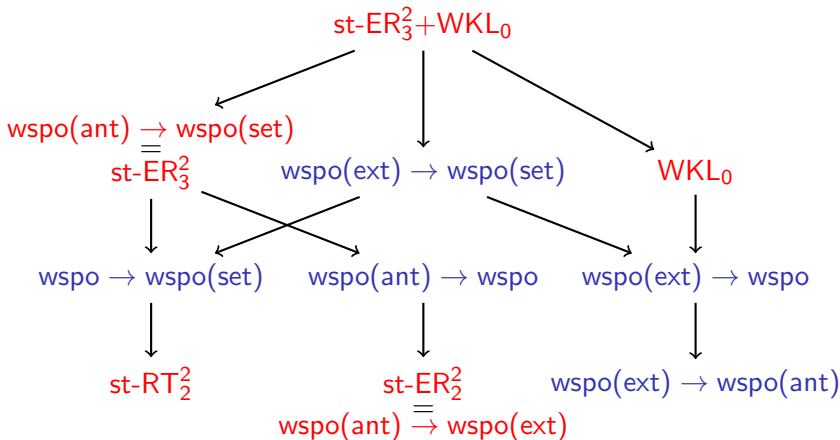 st-ER²₃+WKL₀
wspo(ant) → wspo(set)
≡
st-ER²₃
wspo(ext) → wspo(set)
WKL₀
wspo → wspo(set)
wspo(ant) → wspo
wspo(ext) → wspo
st-RT²₂
st-ER²₂
≡
wspo(ant) → wspo(ext)
wspo(ext) → wspo(ant)